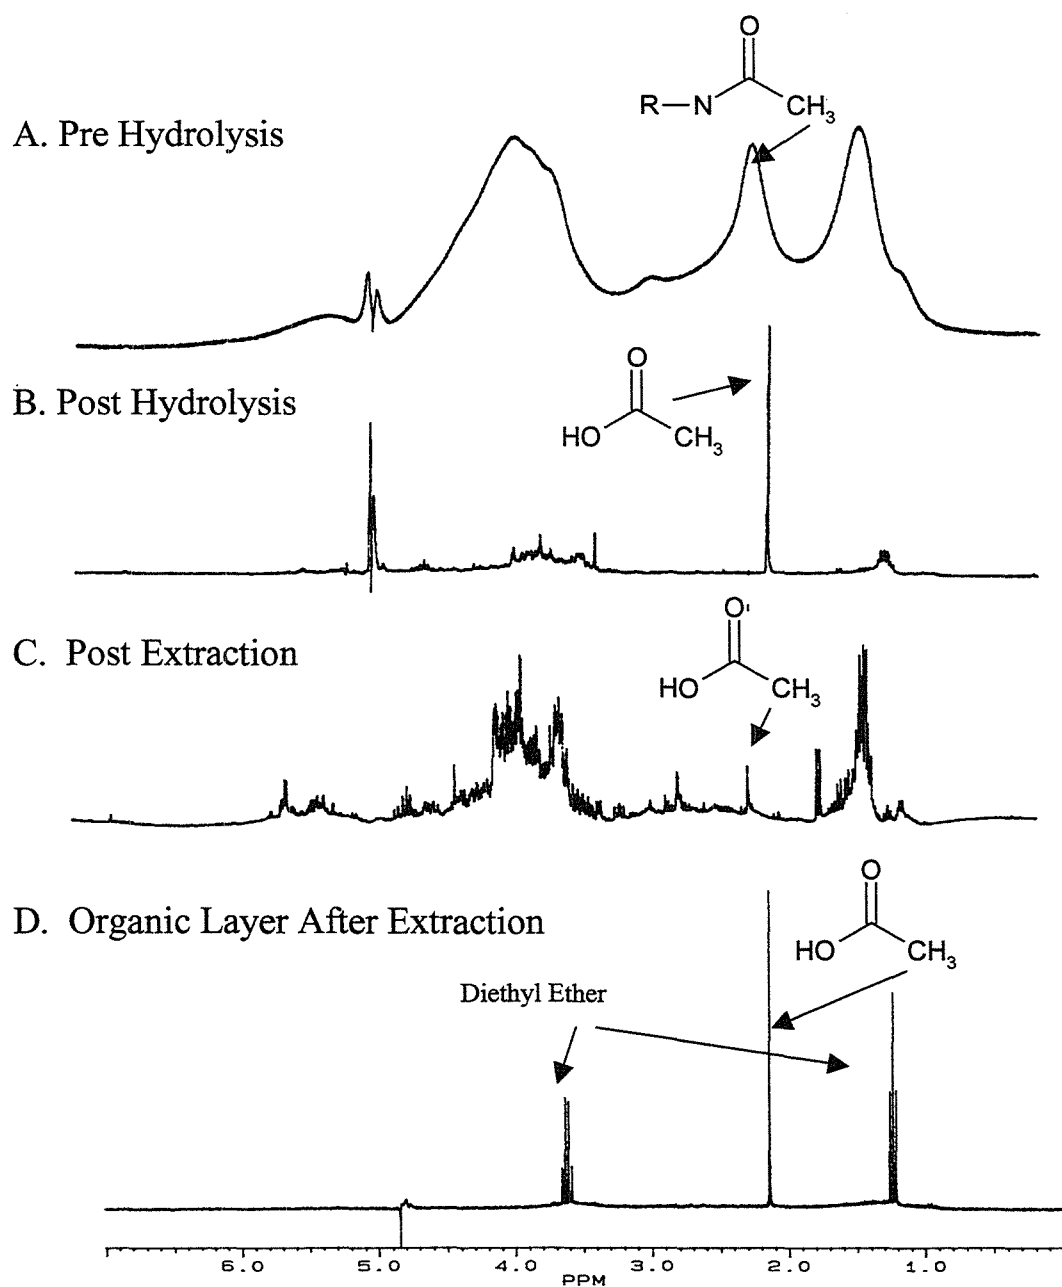 O
R-N CH3
A. Pre Hydrolysis
O
HO CH3
B. Post Hydrolysis
O
HO CH3
C. Post Extraction
O
HO CH3
D. Organic Layer After Extraction
Diethyl Ether
6.0 5.0 4.0 3.0 2.0 1.0
PPM